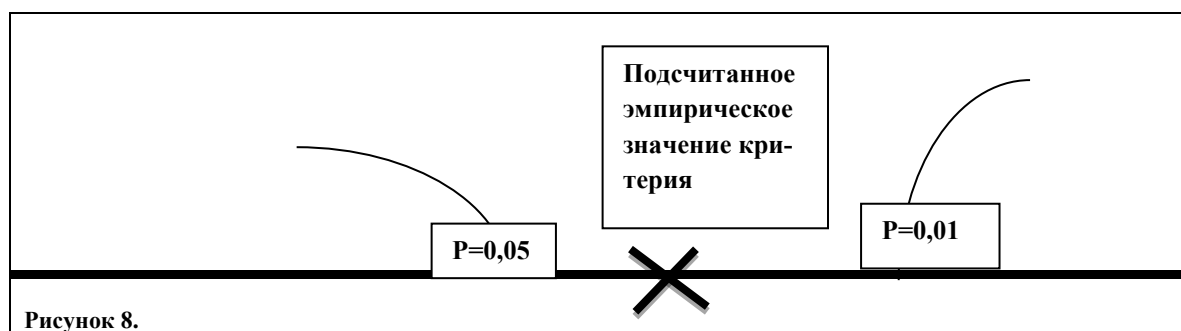 Подсчитанное
эмпирическое
значение кри-
терия
P=0,05
P=0,01
Рисунок 8.